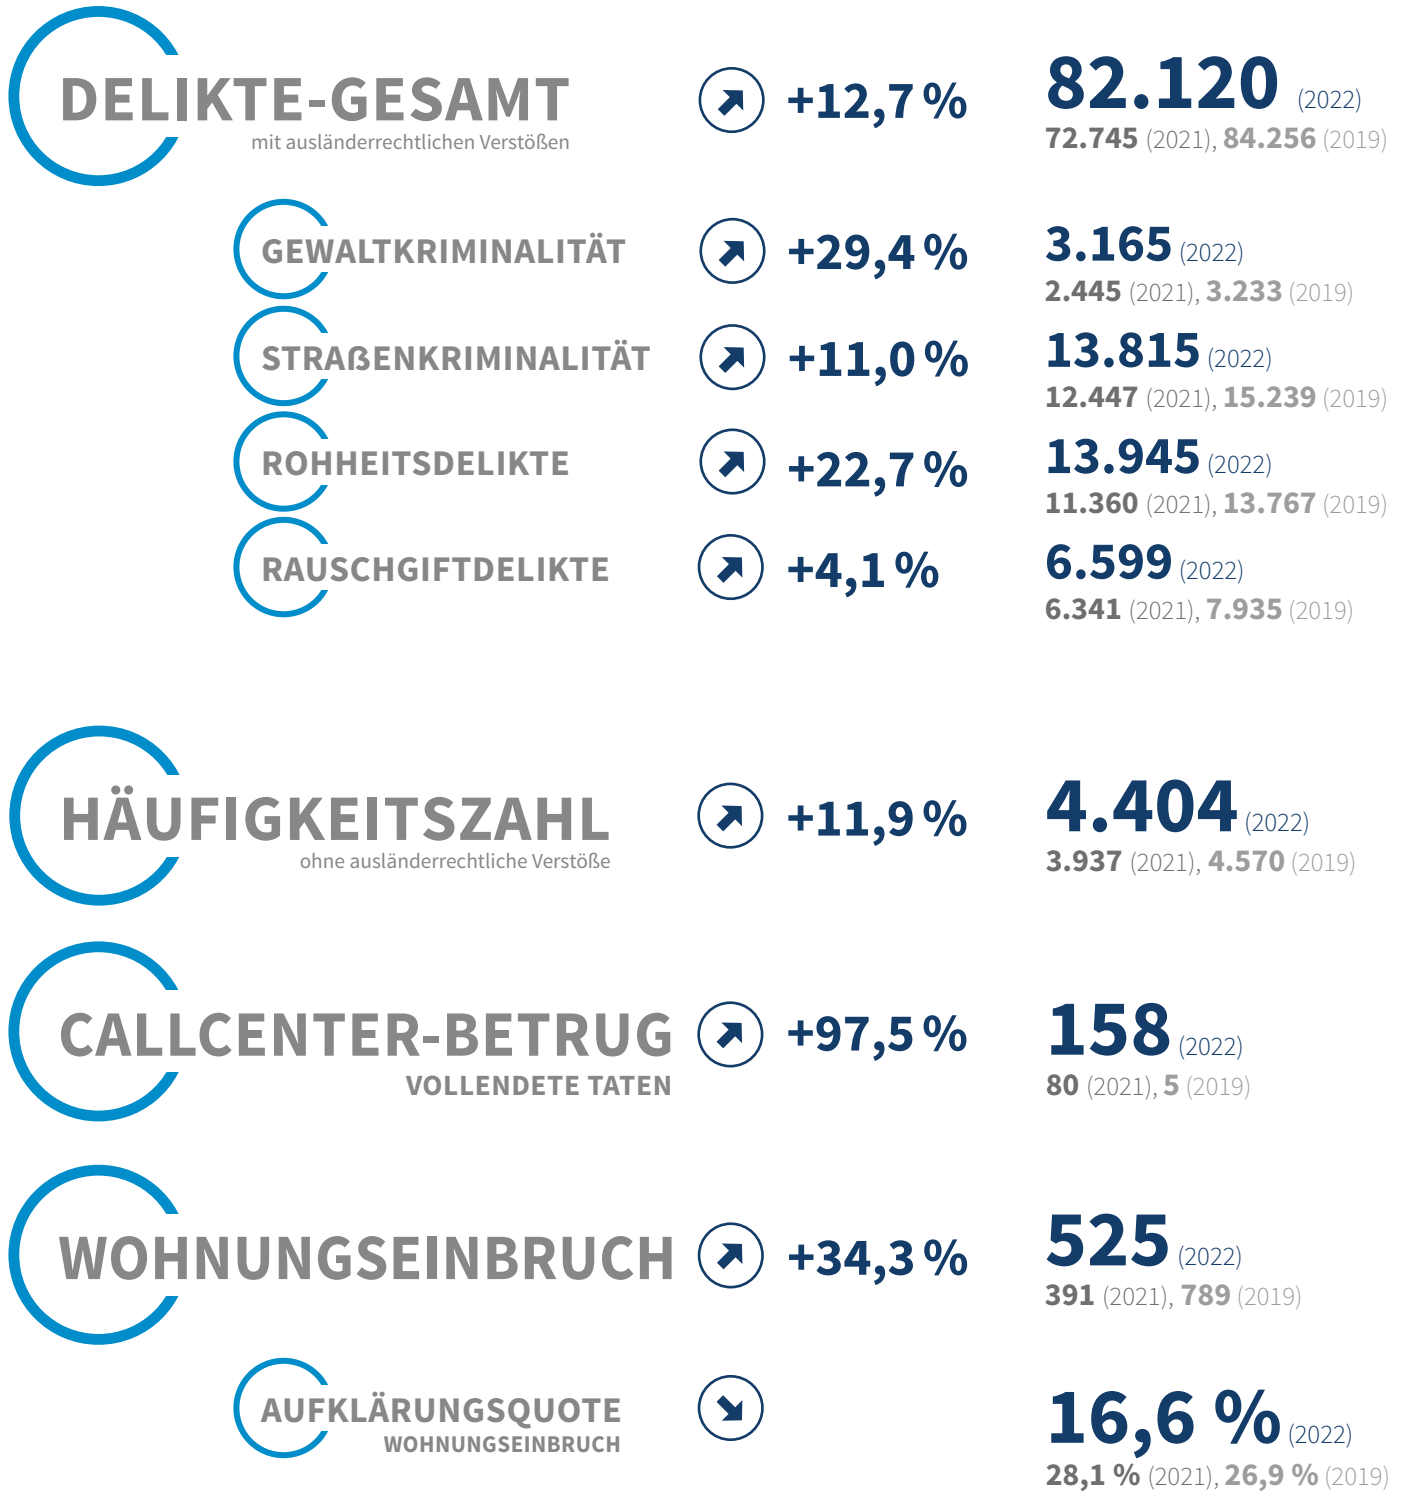 DELIKTE-GESAMT
mit ausländerrechtlichen Verstößen
+12,7 %
82.120 (2022)
72.745 (2021), 84.256 (2019)
GEWALTKRIMINALITÄT
+29,4 %
3.165 (2022)
2.445 (2021), 3.233 (2019)
STRAßENKRIMINALITÄT
+11,0 %
13.815 (2022)
12.447 (2021), 15.239 (2019)
ROHHEITSDELIKTE
+22,7 %
13.945 (2022)
11.360 (2021), 13.767 (2019)
RAUSCHGIFTDELIKTE
+4,1 %
6.599 (2022)
6.341 (2021), 7.935 (2019)
HÄUFIGKEITSZAHL
ohne ausländerrechtliche Verstöße
+11,9 %
4.404 (2022)
3.937 (2021), 4.570 (2019)
CALLCENTER-BETRUG
VOLLENDETE TATEN
+97,5 %
158 (2022)
80 (2021), 5 (2019)
WOHNUNGSEINBRUCH
+34,3 %
525 (2022)
391 (2021), 789 (2019)
AUFKLÄRUNGSQUOTE
WOHNUNGSEINBRUCH
16,6 % (2022)
28,1 % (2021), 26,9 % (2019)